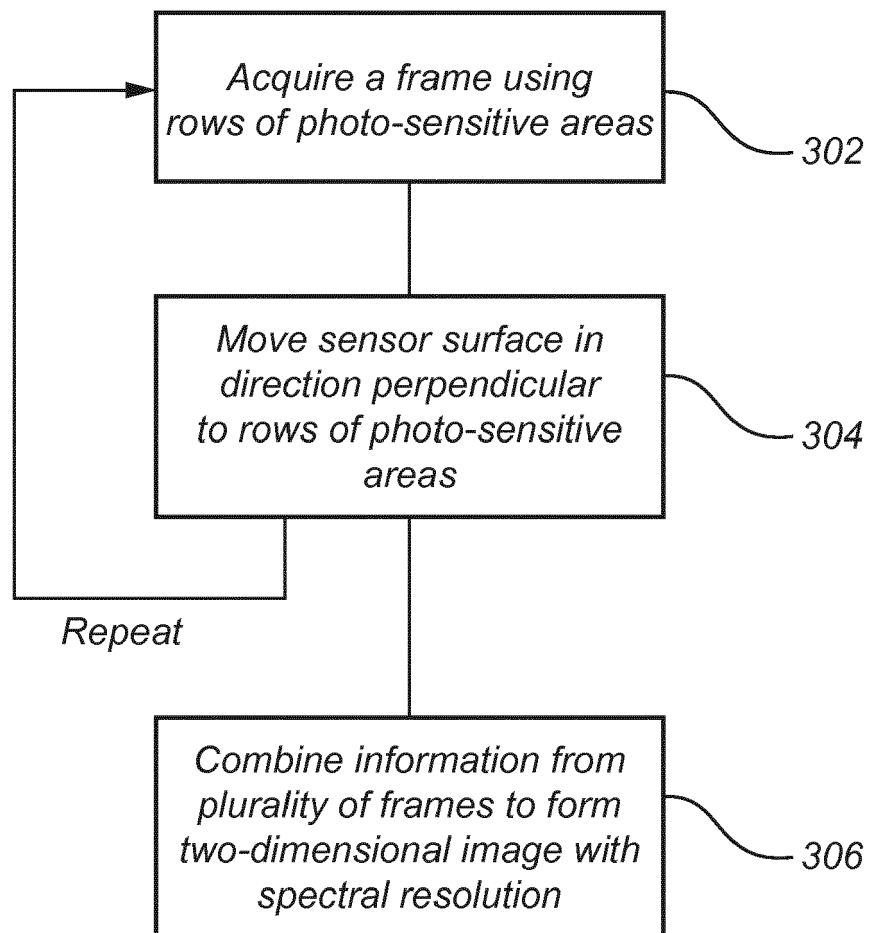 Acquire a frame using
rows of photo-sensitive areas
302
Move sensor surface in
direction perpendicular
to rows of photo-sensitive
areas
304
Repeat
Combine information from
plurality of frames to form
two-dimensional image with
spectral resolution
306